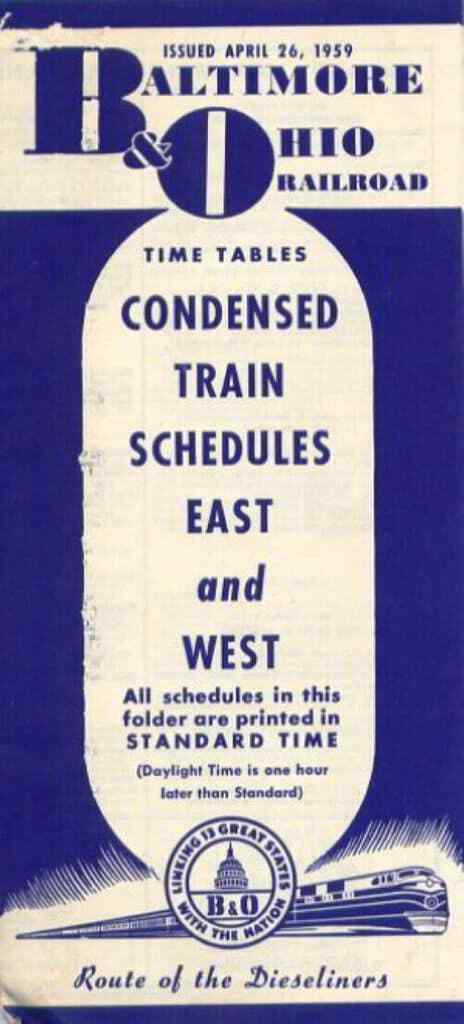 ISSUED APRIL 26, 1959
BALTIMORE
& OHIO
RAILROAD
TIME TABLES
CONDENSED
TRAIN
SCHEDULES
EAST
and
WEST
All schedules in this
folder are printed in
STANDARD TIME
(Daylight Time is one hour
later than Standard)
LINKING 13 GREAT STATES
B&O
WITH THE NATION
Route of the Dieseliners